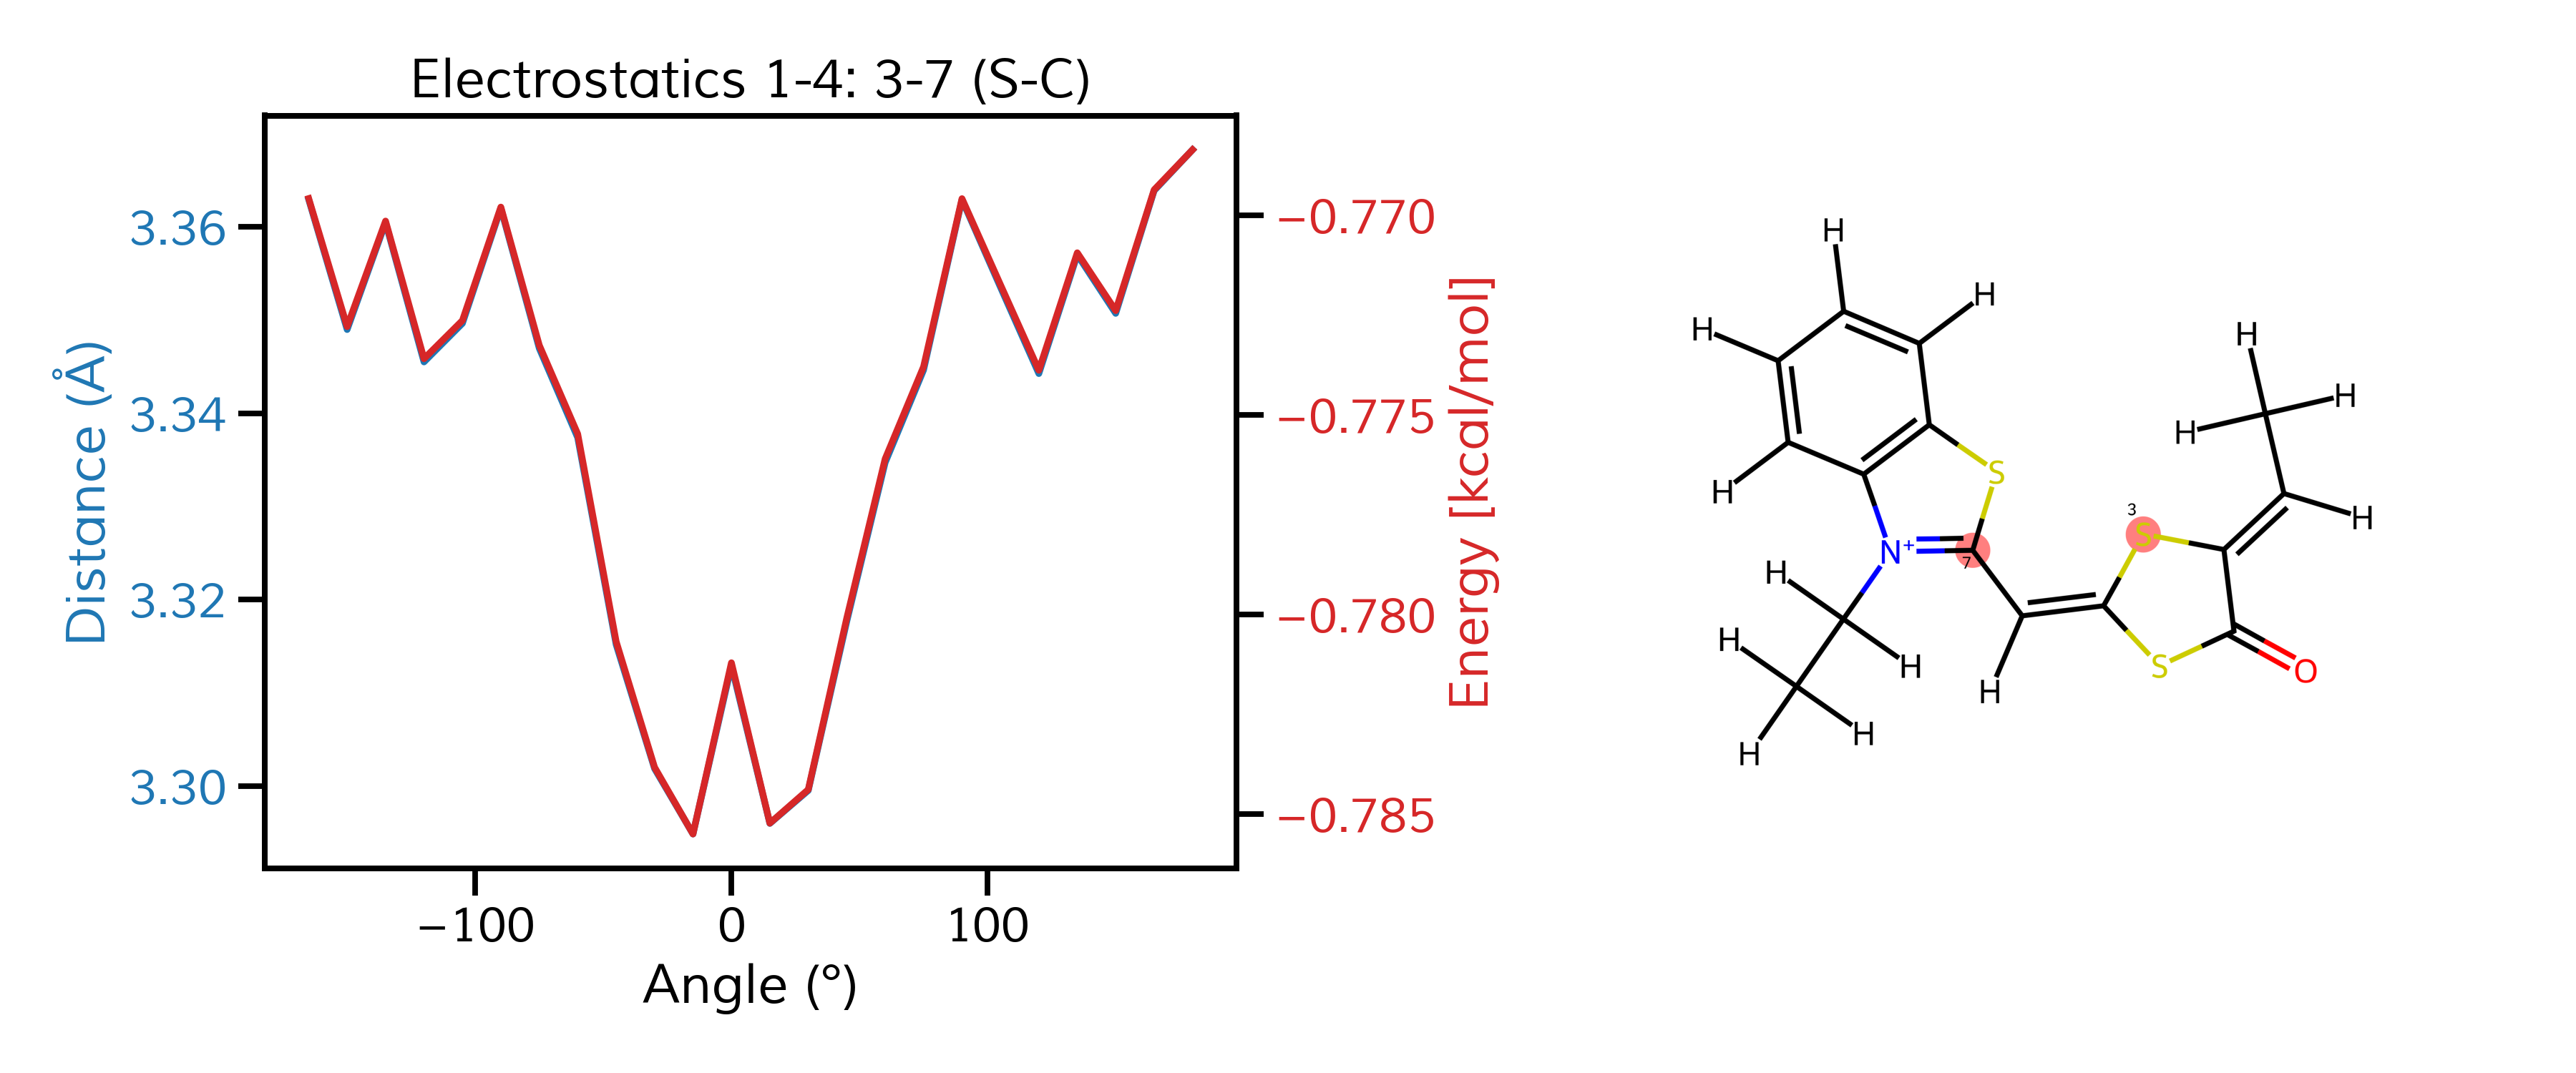 Electrostatics 1-4: 3-7 (S-C)
Distance (Å)
3.36
3.34
3.32
3.30
−100
0
100
Angle (°)
−0.770
−0.775
−0.780
−0.785
Energy [kcal/mol]
H
H
H
H
H
H
H
S
3
S
H
N+
7
H
H
H
S
O
H
H
H